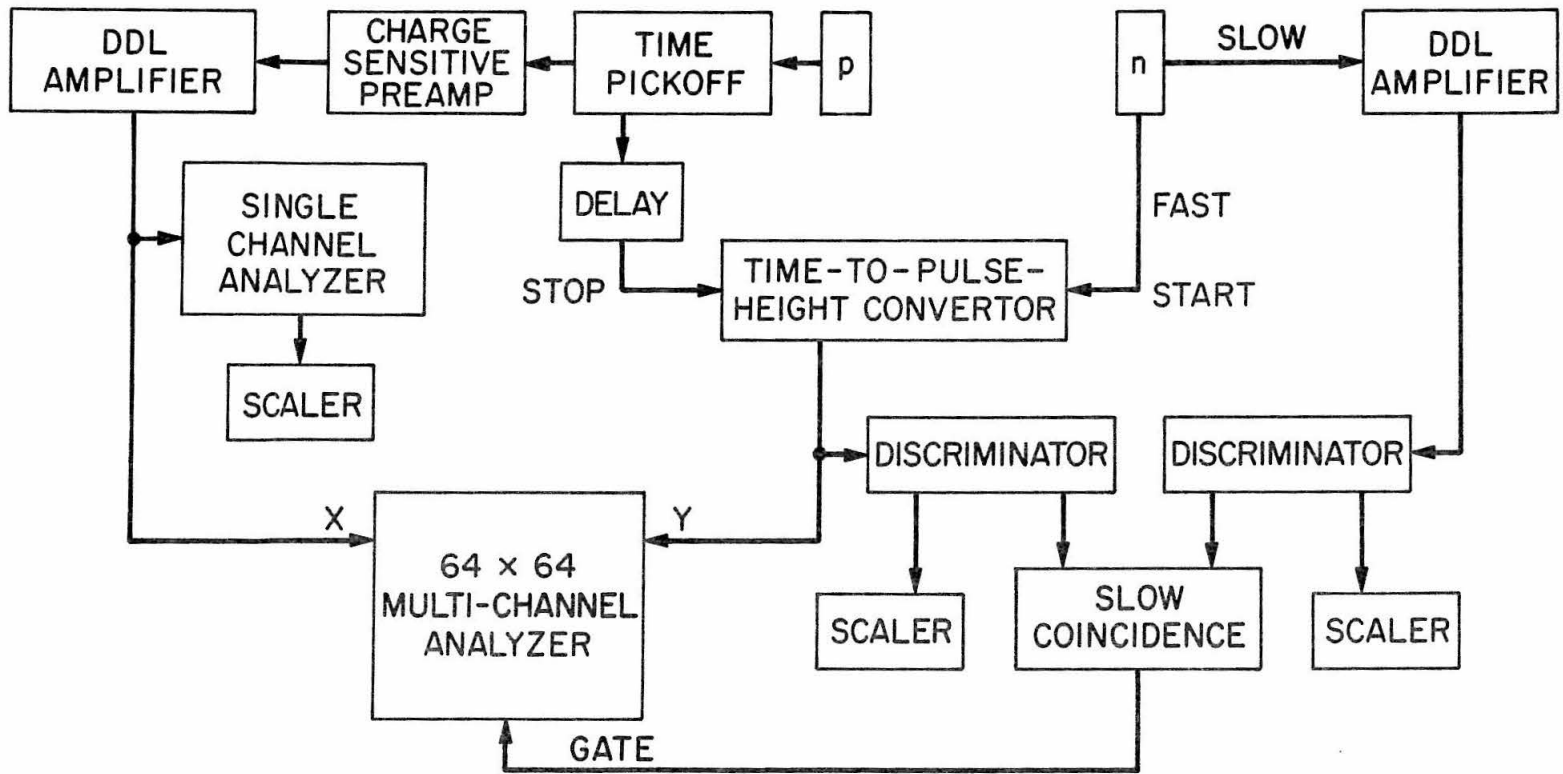 DDL
AMPLIFIER
CHARGE
SENSITIVE
PREAMP
TIME
PICKOFF
p
n
SLOW
DDL
AMPLIFIER
SINGLE
CHANNEL
ANALYZER
DELAY
FAST
STOP
TIME-TO-PULSE-
HEIGHT CONVERTOR
START
SCALER
DISCRIMINATOR
DISCRIMINATOR
X
Y
64 × 64
MULTI-CHANNEL
ANALYZER
SCALER
SLOW
COINCIDENCE
SCALER
GATE